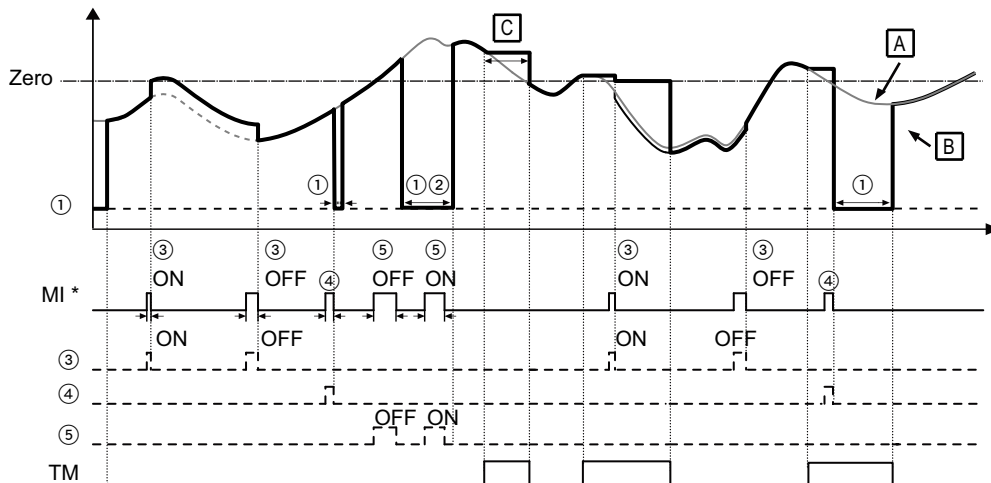 C
A
Zero
B
① ①② ①
①
③ ③ ⑤ ⑤ ③ ③
ON OFF ④ OFF ON ON OFF ④
MI *
ON OFF ON OFF
③
④
OFF ON
⑤
TM